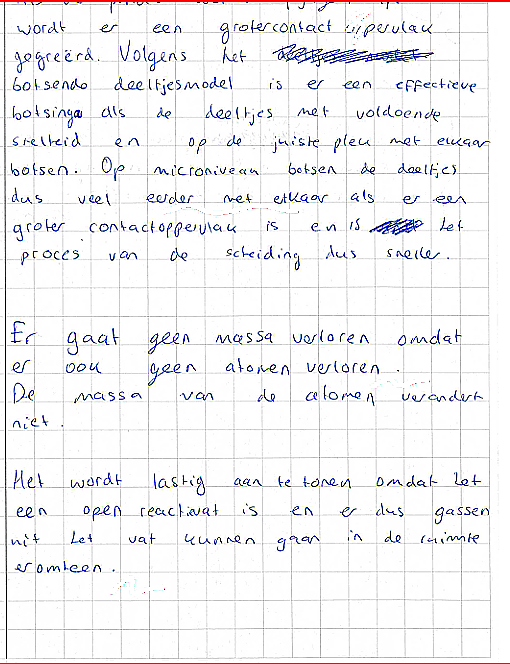 wordt er een groter contact oppervlak
gegreërd. Volgens het
botsende deeltjesmodel is er een effectieve
botsinga als de deeltjes met voldoende
snelheid en op de juiste plek met elkaar
botsen. Op microniveau botsen de deeltjes
dus veel eerder met elkaar als er een
groter contactoppervlak is en is het
proces van de scheiding dus sneller.
Er gaat geen massa verloren omdat
er ook geen atomen verloren.
De massa van de atomen verandert
niet.
Het wordt lastig aan te tonen omdat het
een open reactievat is en er dus gassen
uit het vat kunnen gaan in de ruimte
eromheen.